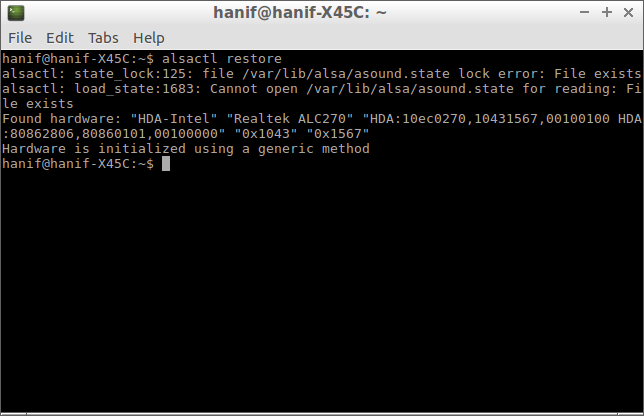 hanif@hanif-X45C: ~
File Edit Tabs Help
hanif@hanif-X45C:~$ alsactl restore
alsactl: state_lock:125: file /var/lib/alsa/asound.state lock error: File exists
alsactl: load_state:1683: Cannot open /var/lib/alsa/asound.state for reading: Fi
le exists
Found hardware: "HDA-Intel" "Realtek ALC270" "HDA:10ec0270,10431567,00100100 HDA
:80862806,80860101,00100000" "0x1043" "0x1567"
Hardware is initialized using a generic method
hanif@hanif-X45C:~$